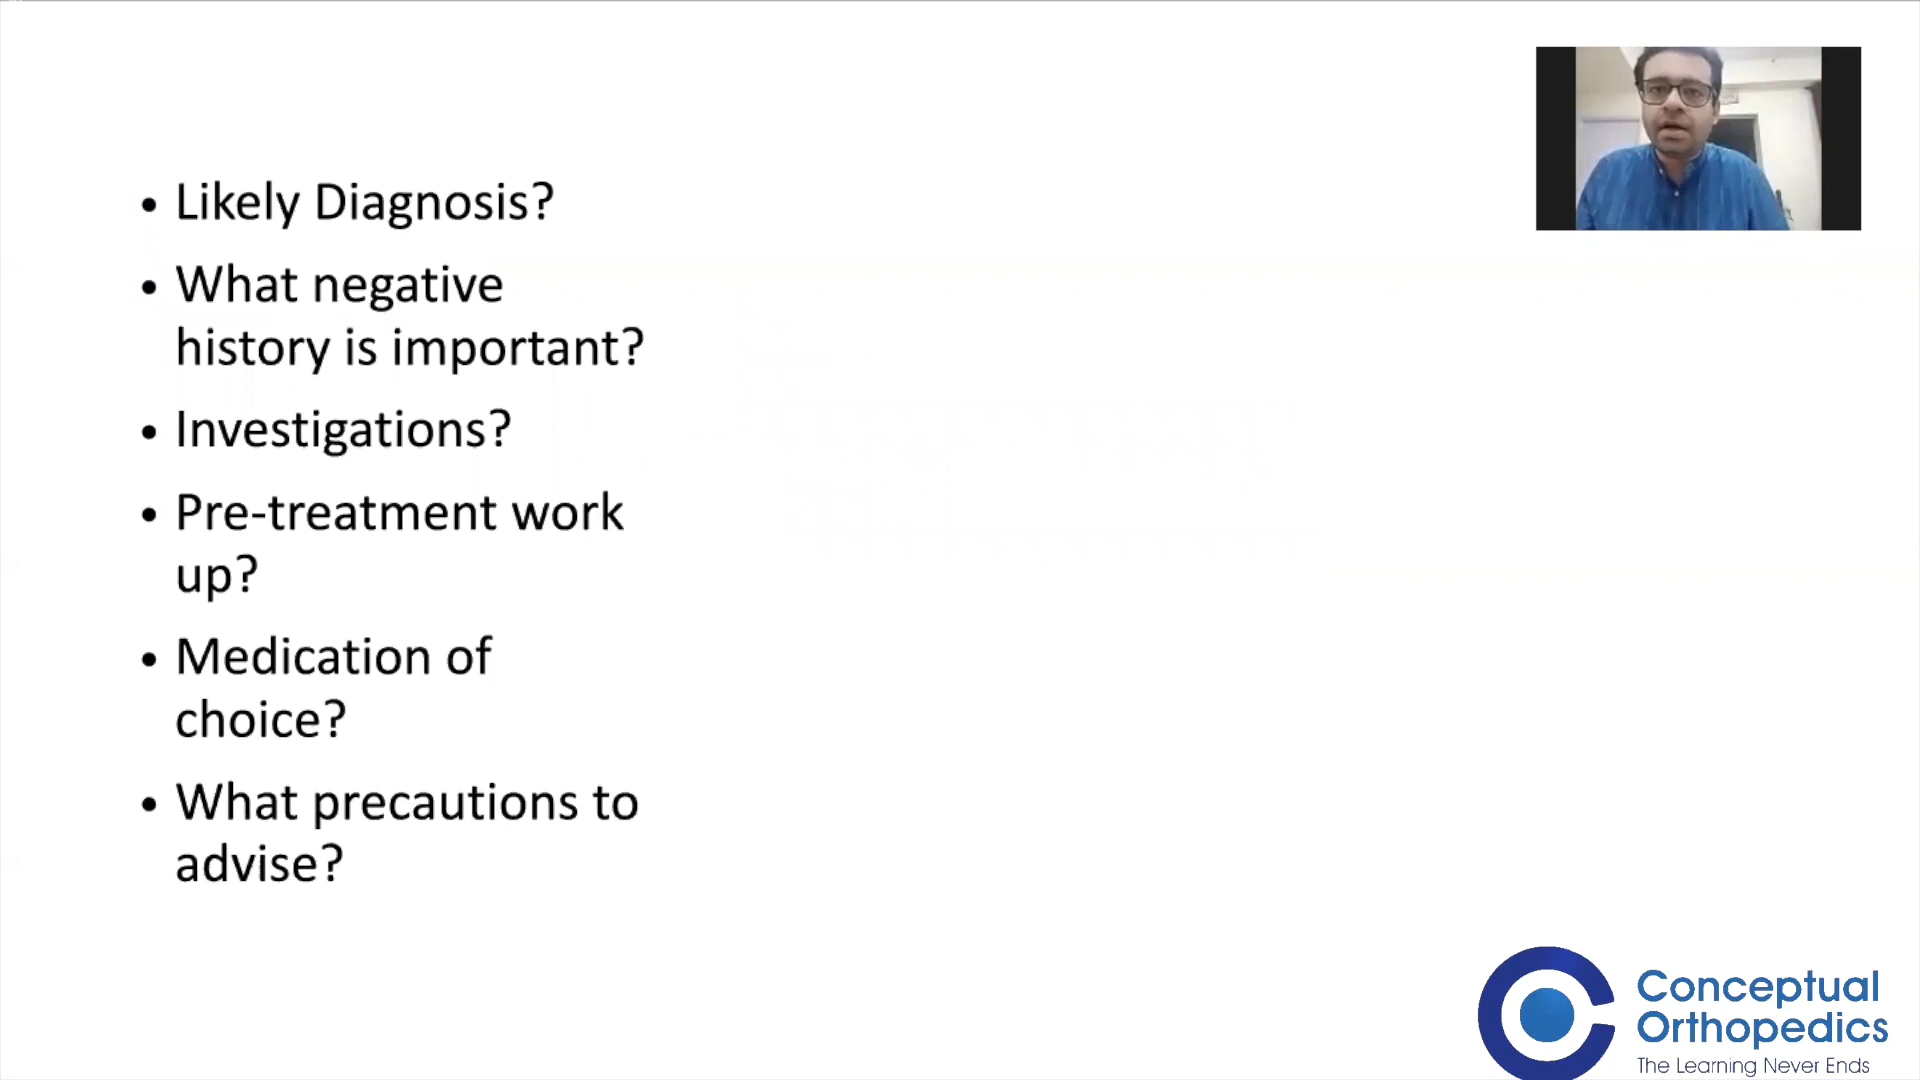 • Likely Diagnosis?
• What negative
history is important?
• Investigations?
• Pre-treatment work
up?
• Medication of
choice?
• What precautions to
advise?
Conceptual
Orthopedics
The Learning Never Ends